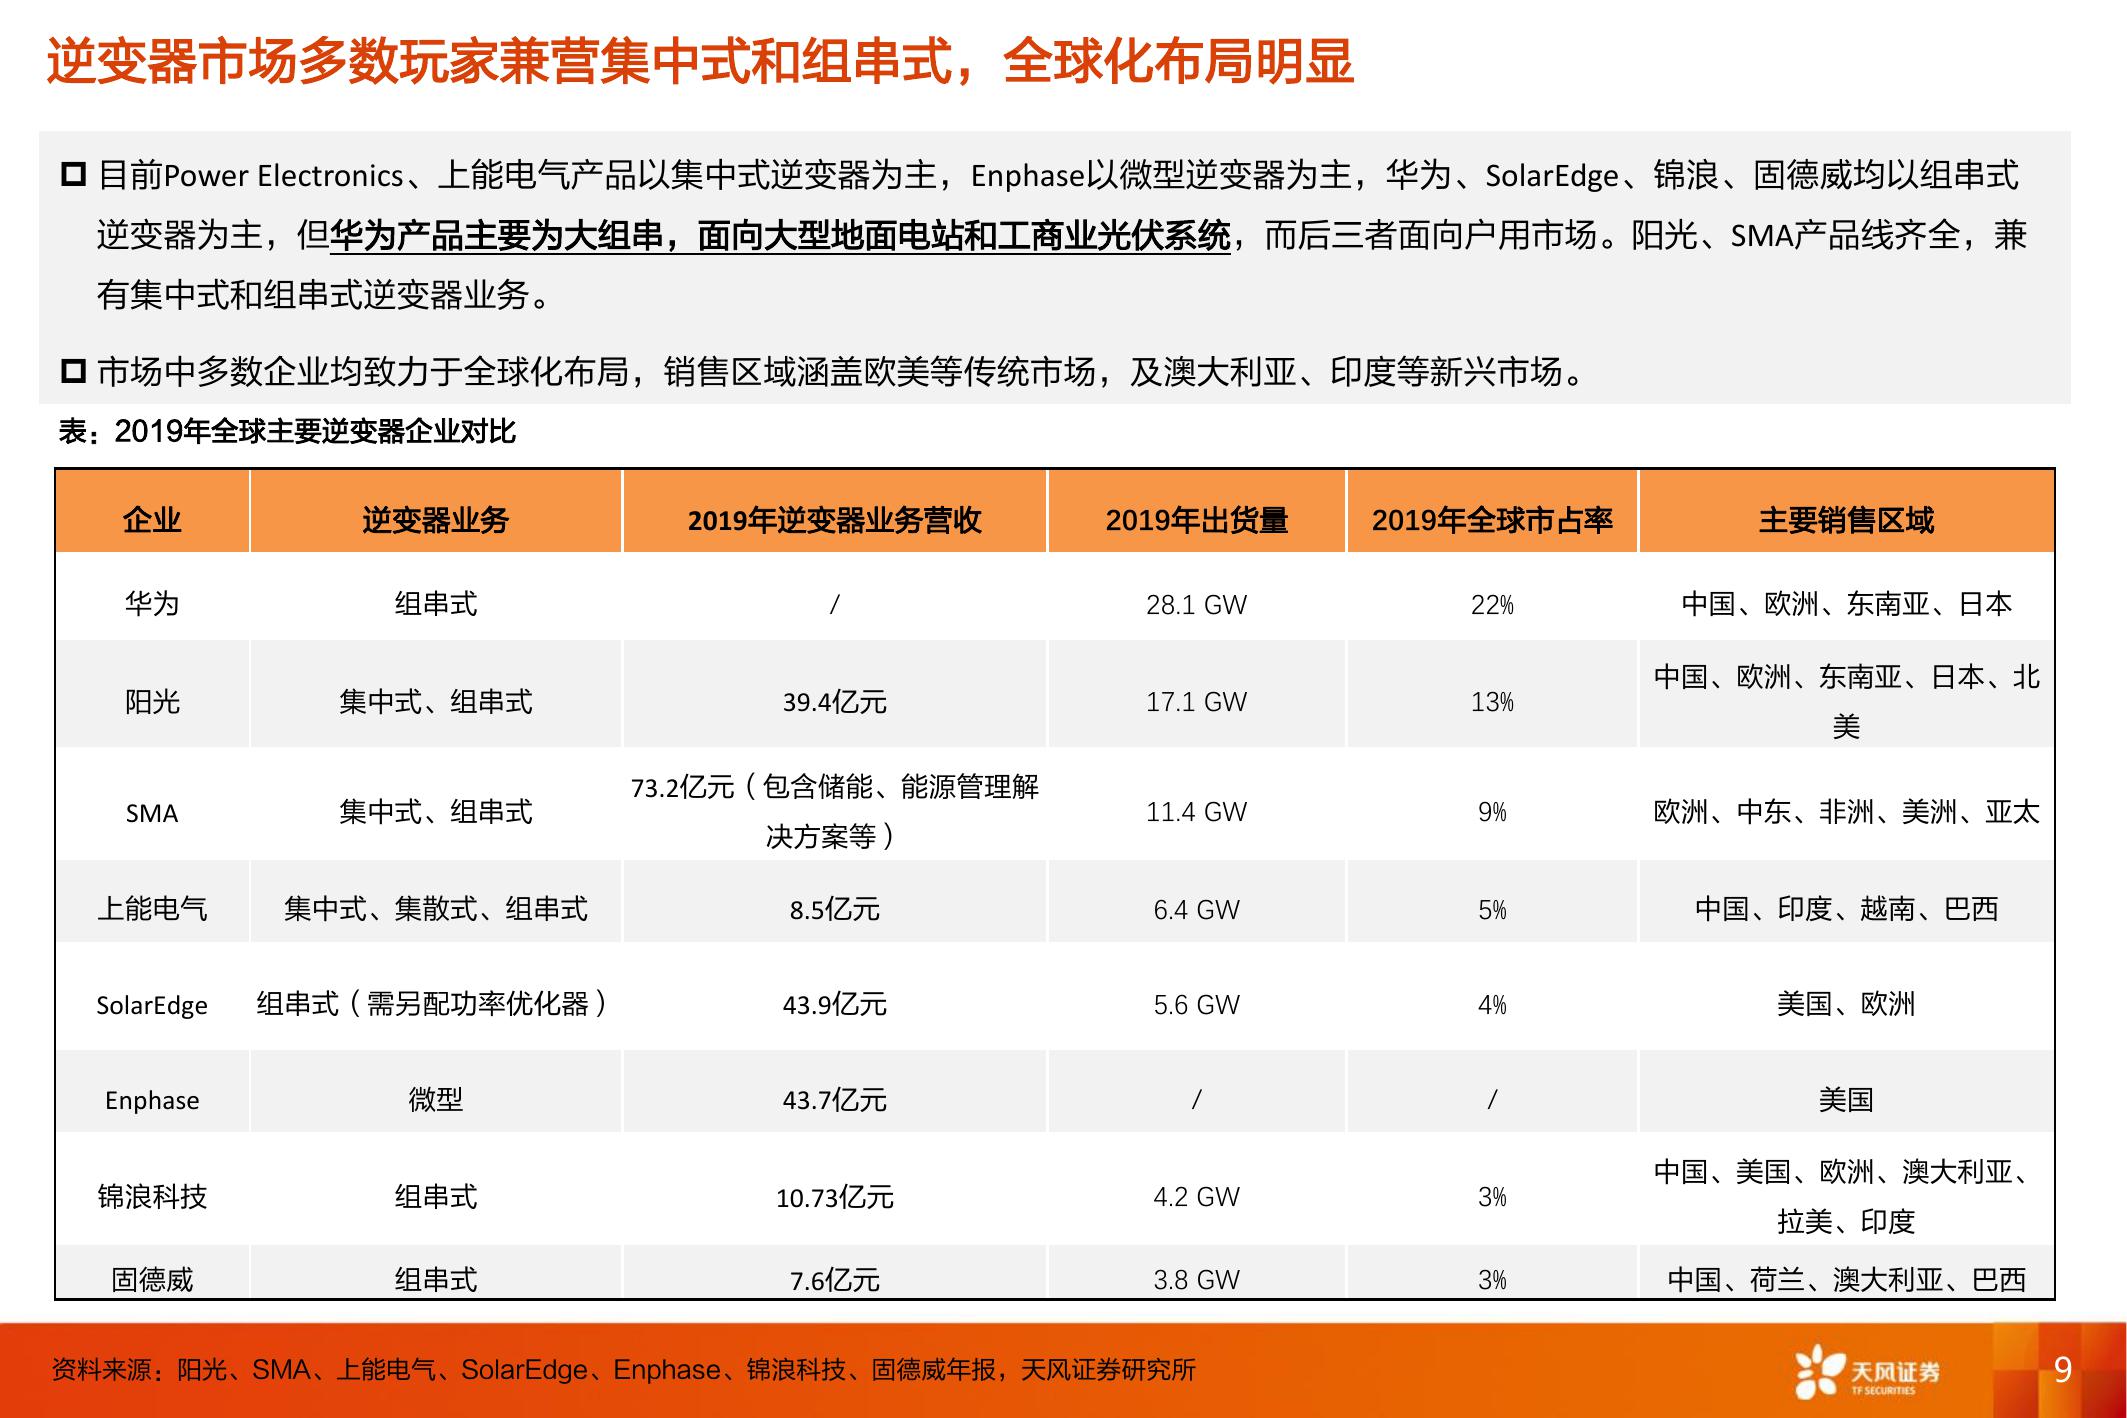 逆变器市场多数玩家兼营集中式和组串式，全球化布局明显
目前Power Electronics、上能电气产品以集中式逆变器为主，Enphase以微型逆变器为主，华为、SolarEdge、锦浪、固德威均以组串式
逆变器为主，但华为产品主要为大组串，面向大型地面电站和工商业光伏系统，而后三者面向户用市场。阳光、SMA产品线齐全，兼
有集中式和组串式逆变器业务。
市场中多数企业均致力于全球化布局，销售区域涵盖欧美等传统市场，及澳大利亚、印度等新兴市场。
表：2019年全球主要逆变器企业对比
企业 逆变器业务 2019年逆变器业务营收 2019年出货量 2019年全球市占率 主要销售区域
华为 组串式 / 28.1 GW 22% 中国、欧洲、东南亚、日本
阳光 集中式、组串式 39.4亿元 17.1 GW 13% 中国、欧洲、东南亚、日本、北
美
SMA 集中式、组串式 73.2亿元（包含储能、能源管理解
决方案等） 11.4 GW 9% 欧洲、中东、非洲、美洲、亚太
上能电气 集中式、集散式、组串式 8.5亿元 6.4 GW 5% 中国、印度、越南、巴西
SolarEdge 组串式（需另配功率优化器） 43.9亿元 5.6 GW 4% 美国、欧洲
Enphase 微型 43.7亿元 / / 美国
锦浪科技 组串式 10.73亿元 4.2 GW 3% 中国、美国、欧洲、澳大利亚、
拉美、印度
固德威 组串式 7.6亿元 3.8 GW 3% 中国、荷兰、澳大利亚、巴西
资料来源：阳光、SMA、上能电气、SolarEdge、Enphase、锦浪科技、固德威年报，天风证券研究所
天风证券
TF SECURITIES
9